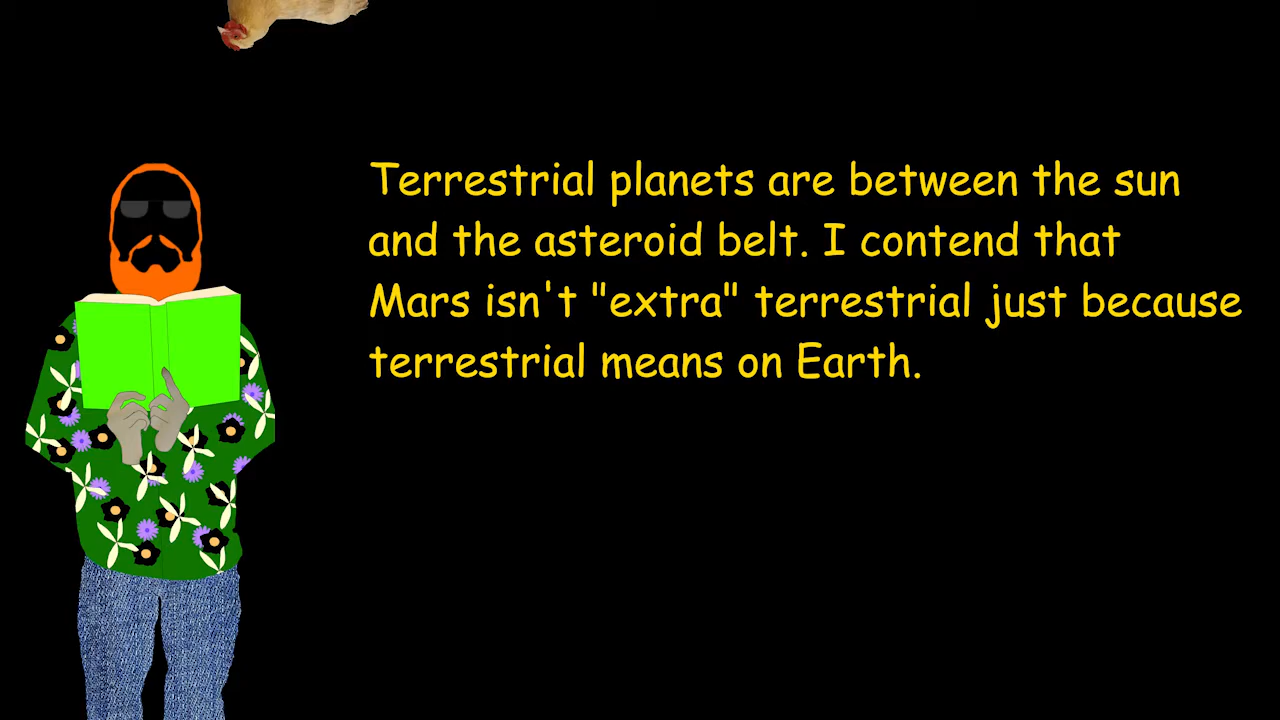 Terrestrial planets are between the sun
and the asteroid belt. I contend that
Mars isn't "extra" terrestrial just because
terrestrial means on Earth.